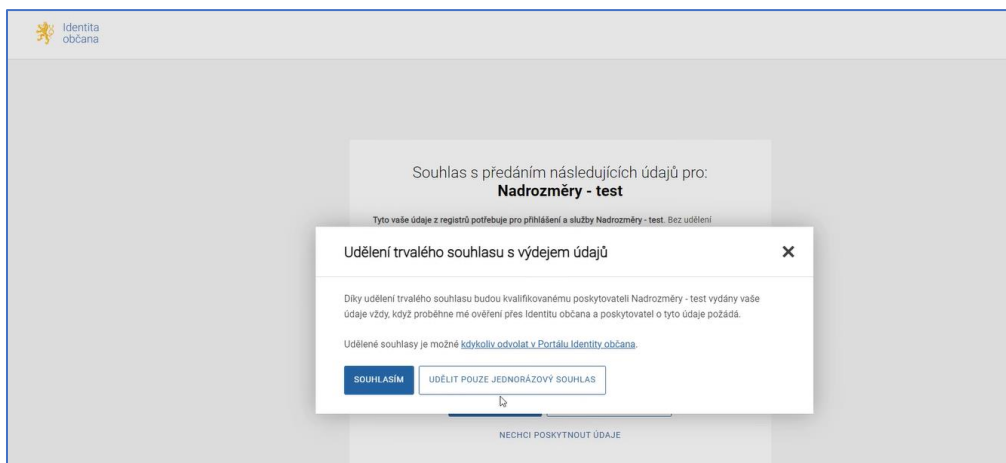 Identita
občana
Souhlas s předáním následujících údajů pro:
Nadrozměry - test
Tyto vaše údaje z registrů potřebuje pro přihlášení a služby Nadrozměry - test. Bez udělení
Udělení trvalého souhlasu s výdejem údajů
Díky udělení trvalého souhlasu budou kvalifikovanému poskytovateli Nadrozměry - test vydány vaše
údaje vždy, když proběhne mé ověření přes Identitu občana a poskytovatel o tyto údaje požádá.
Udělené souhlasy je možné kdykoliv odvolat v Portálu Identity občana.
SOUHLASÍM
UDĚLIT POUZE JEDNORÁZOVÝ SOUHLAS
NECHCI POSKYTNOUT ÚDAJE